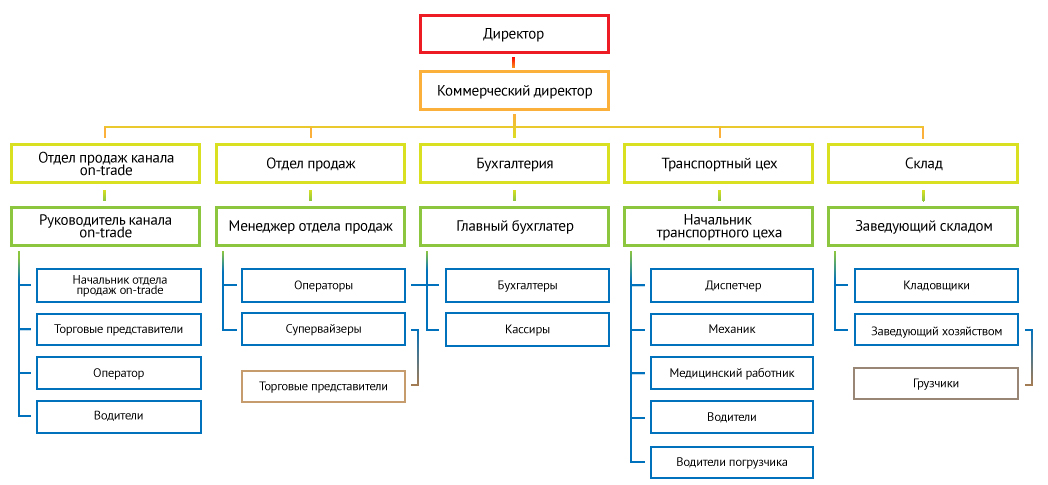 Директор
Коммерческий директор
Отдел продаж канала
on-trade
Отдел продаж
Бухгалтерия
Транспортный цех
Склад
Руководитель канала
on-trade
Менеджер отдела продаж
Главный бухглатер
Начальник
транспортного цеха
Заведующий складом
Начальник отдела
продаж on-trade
Операторы
Бухгалтеры
Диспетчер
Кладовщики
Торговые представители
Супервайзеры
Кассиры
Механик
Заведующий хозяйством
Оператор
Торговые представители
Медицинский работник
Грузчики
Водители
Водители
Водители погрузчика